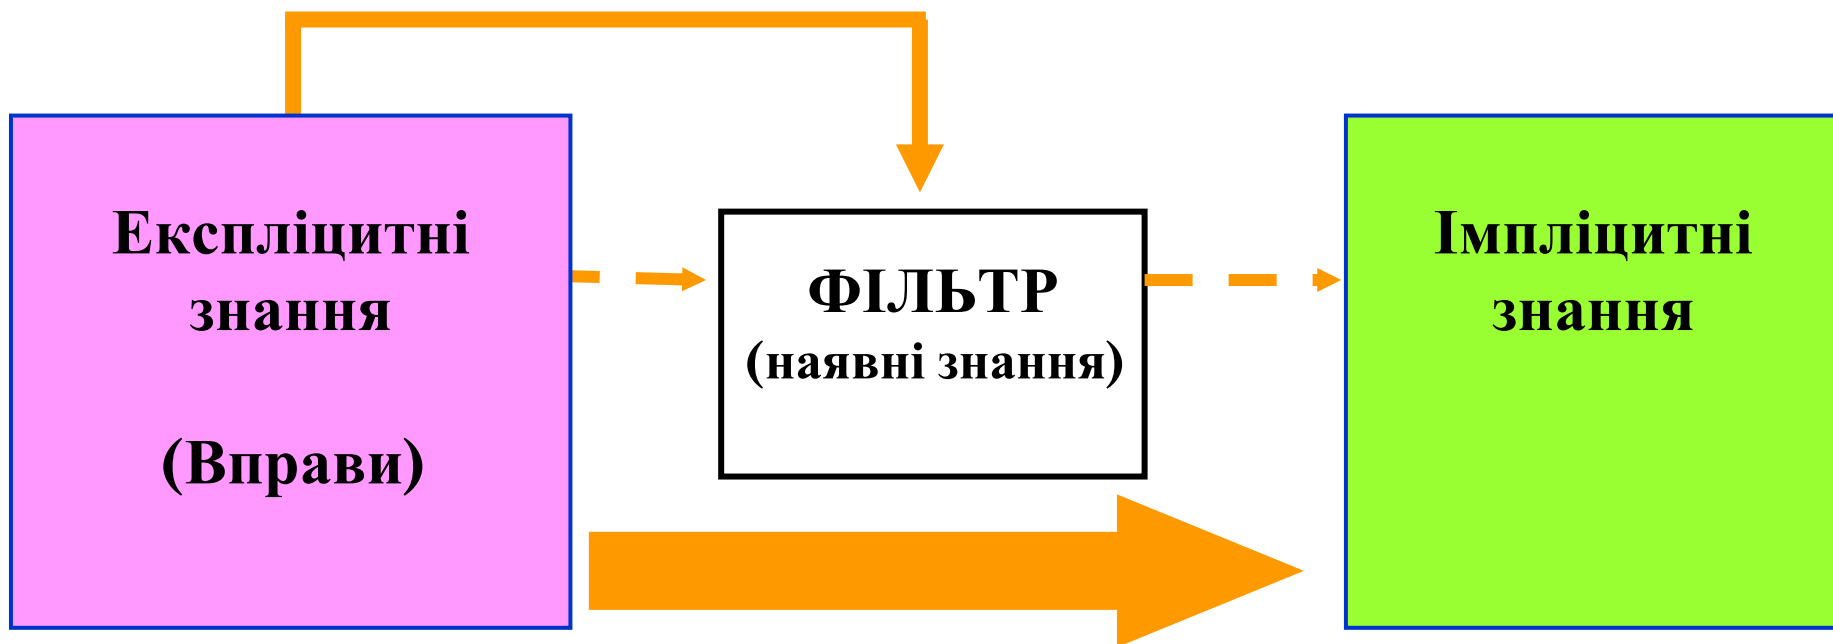 Експліцитні
знання
(Вправи)
ФІЛЬТР
(наявні знання)
Імпліцитні
знання